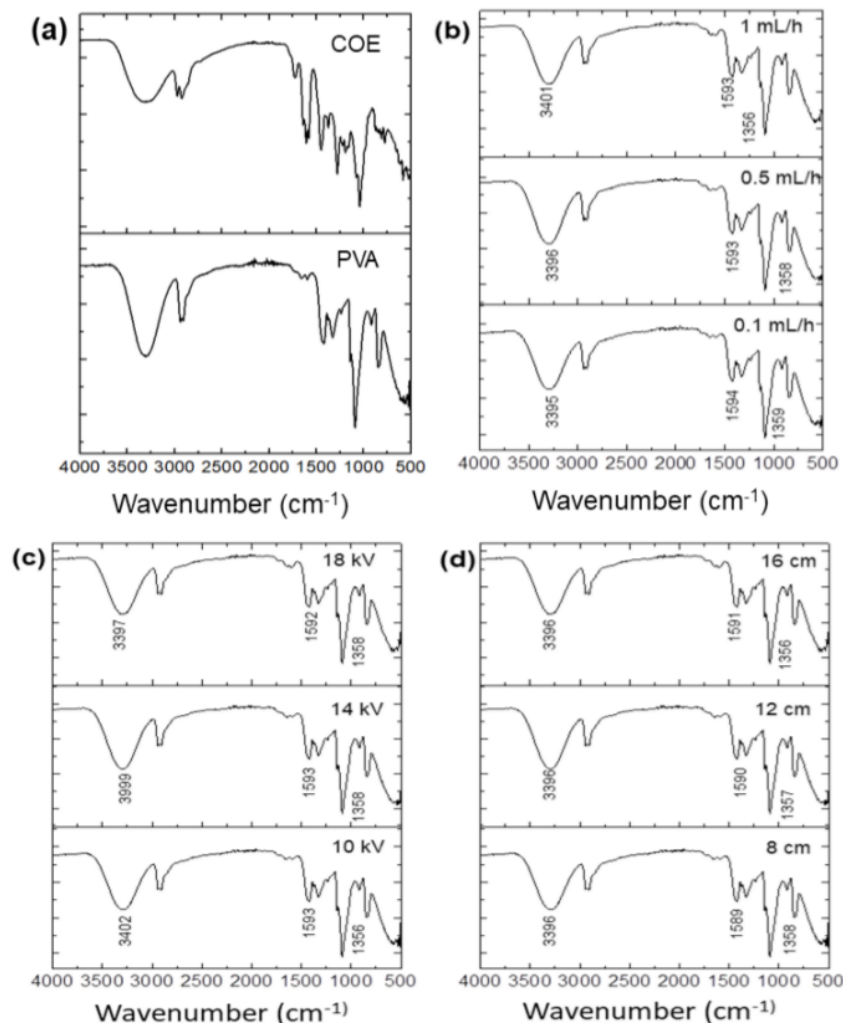 (a)
COE
PVA
4000 3500 3000 2500 2000 1500 1000 500
Wavenumber (cm-1)
(b)
1 mL/h
3401
1593
1356
0.5 mL/h
3396
1593
1358
0.1 mL/h
3395
1594
1359
4000 3500 3000 2500 2000 1500 1000 500
Wavenumber (cm-1)
(c)
18 kV
3397
1592
1358
14 kV
3999
1593
1358
10 kV
3402
1593
1356
4000 3500 3000 2500 2000 1500 1000 500
Wavenumber (cm-1)
(d)
16 cm
3396
1591
1356
12 cm
3396
1590
1357
8 cm
3396
1589
1358
4000 3500 3000 2500 2000 1500 1000 500
Wavenumber (cm-1)